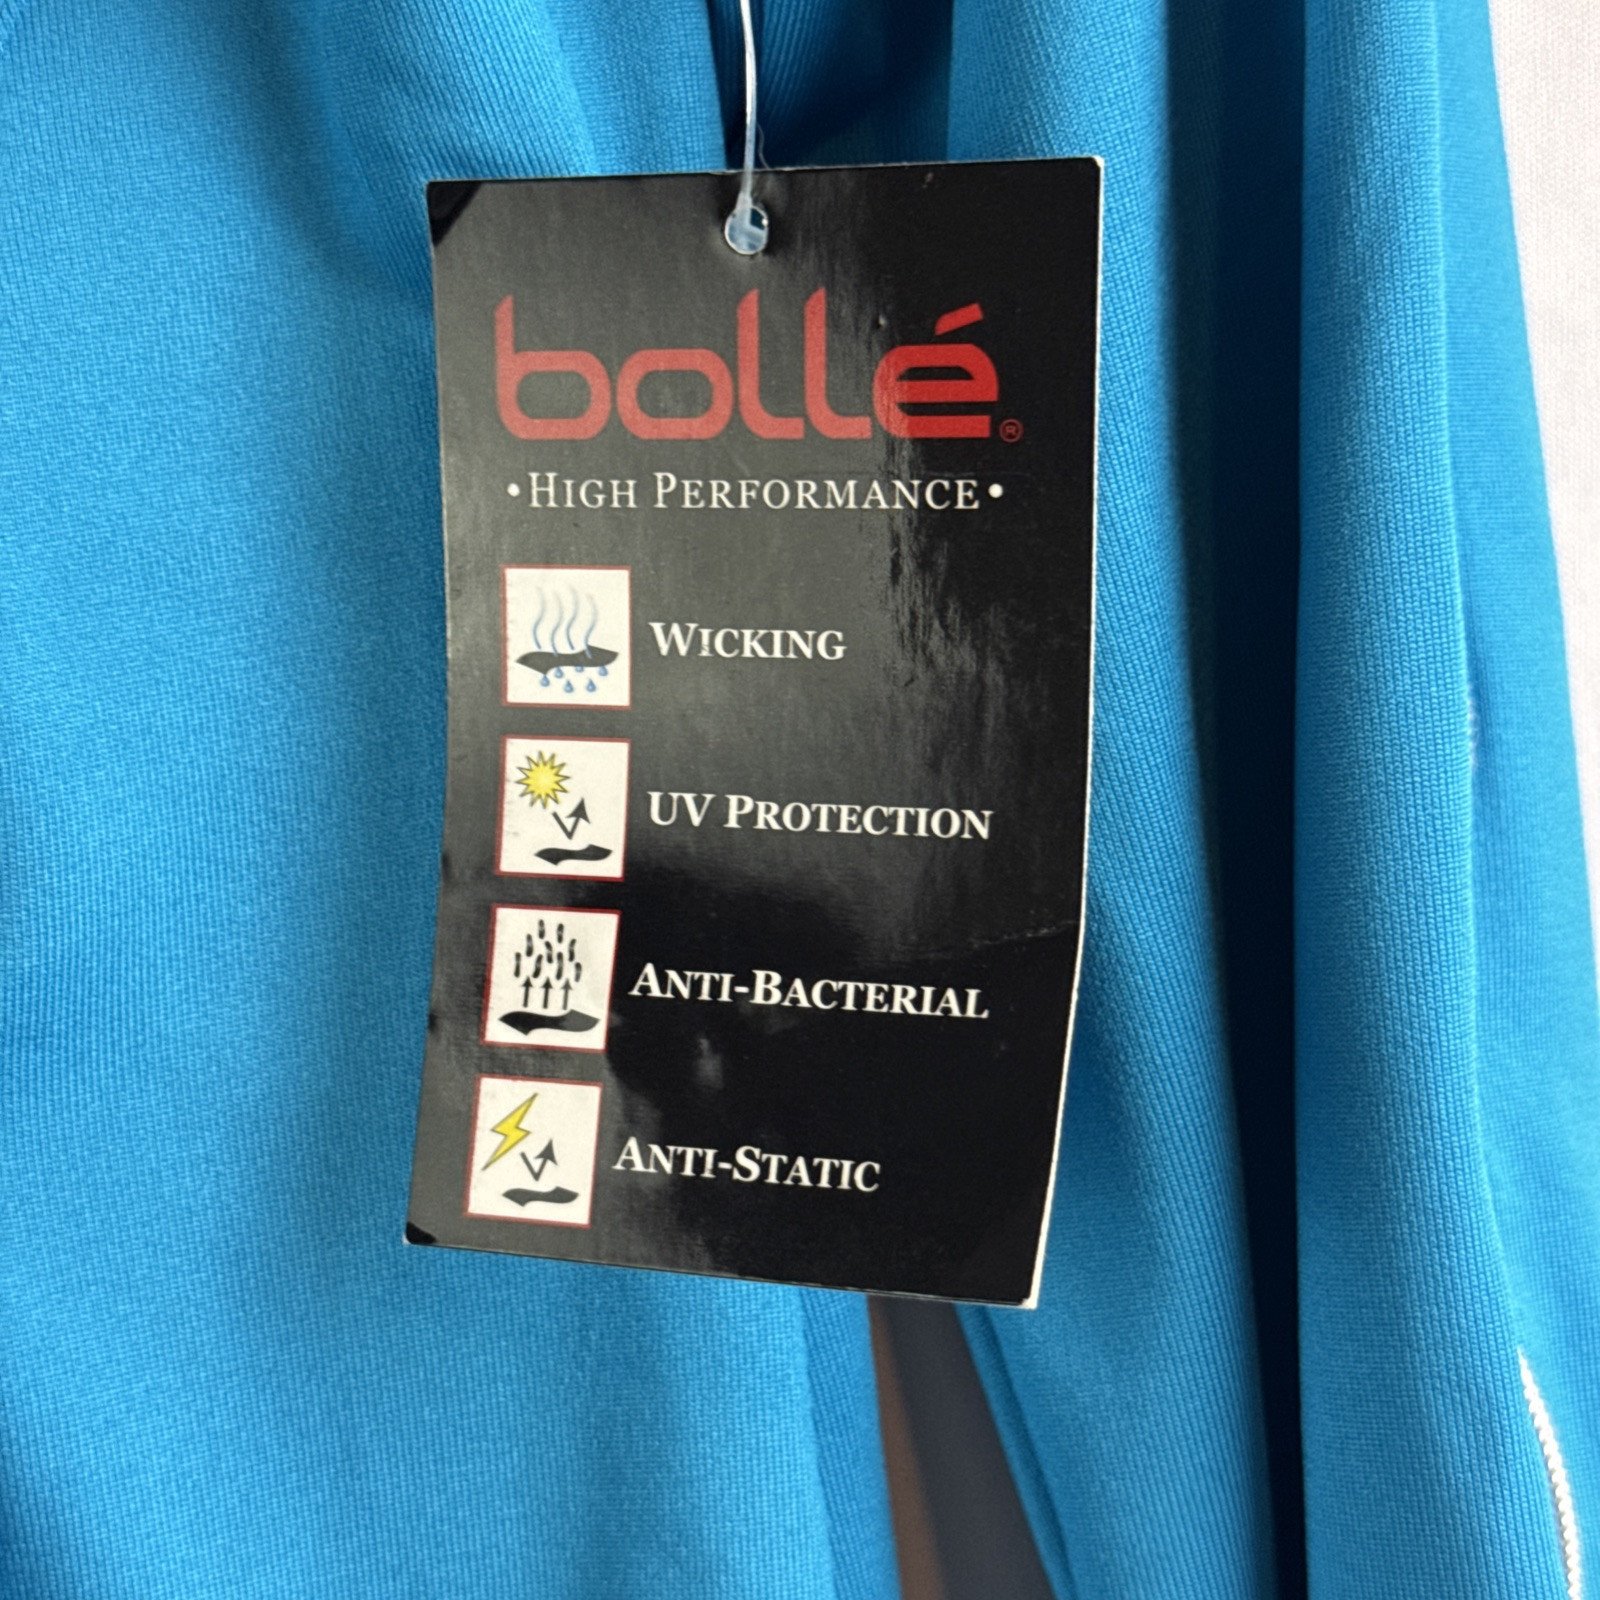 bollé®
•HIGH PERFORMANCE•
WICKING
UV PROTECTION
ANTI-BACTERIAL
ANTI-STATIC